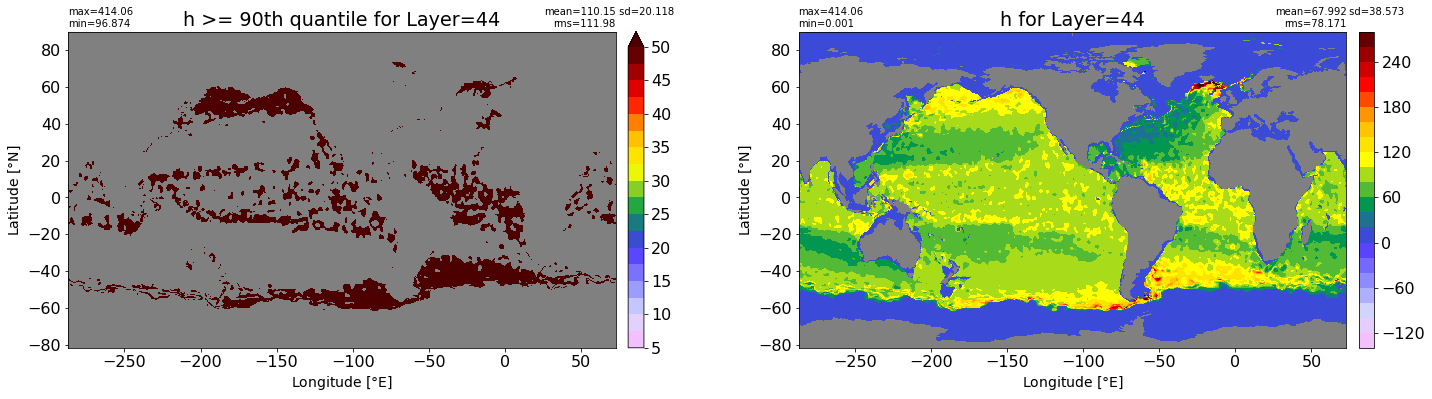 max=414.06
min=96.874
h >= 90th quantile for Layer=44
mean=110.15 sd=20.118
rms=111.98
80
60
40
20
0
−20
−40
−60
−80
Latitude [°N]
−250 −200 −150 −100 −50 0 50
Longitude [°E]
50
45
40
35
30
25
20
15
10
5
max=414.06
min=0.001
h for Layer=44
mean=67.992 sd=38.573
rms=78.171
80
60
40
20
0
−20
−40
−60
−80
Latitude [°N]
−250 −200 −150 −100 −50 0 50
Longitude [°E]
240
180
120
60
0
−60
−120